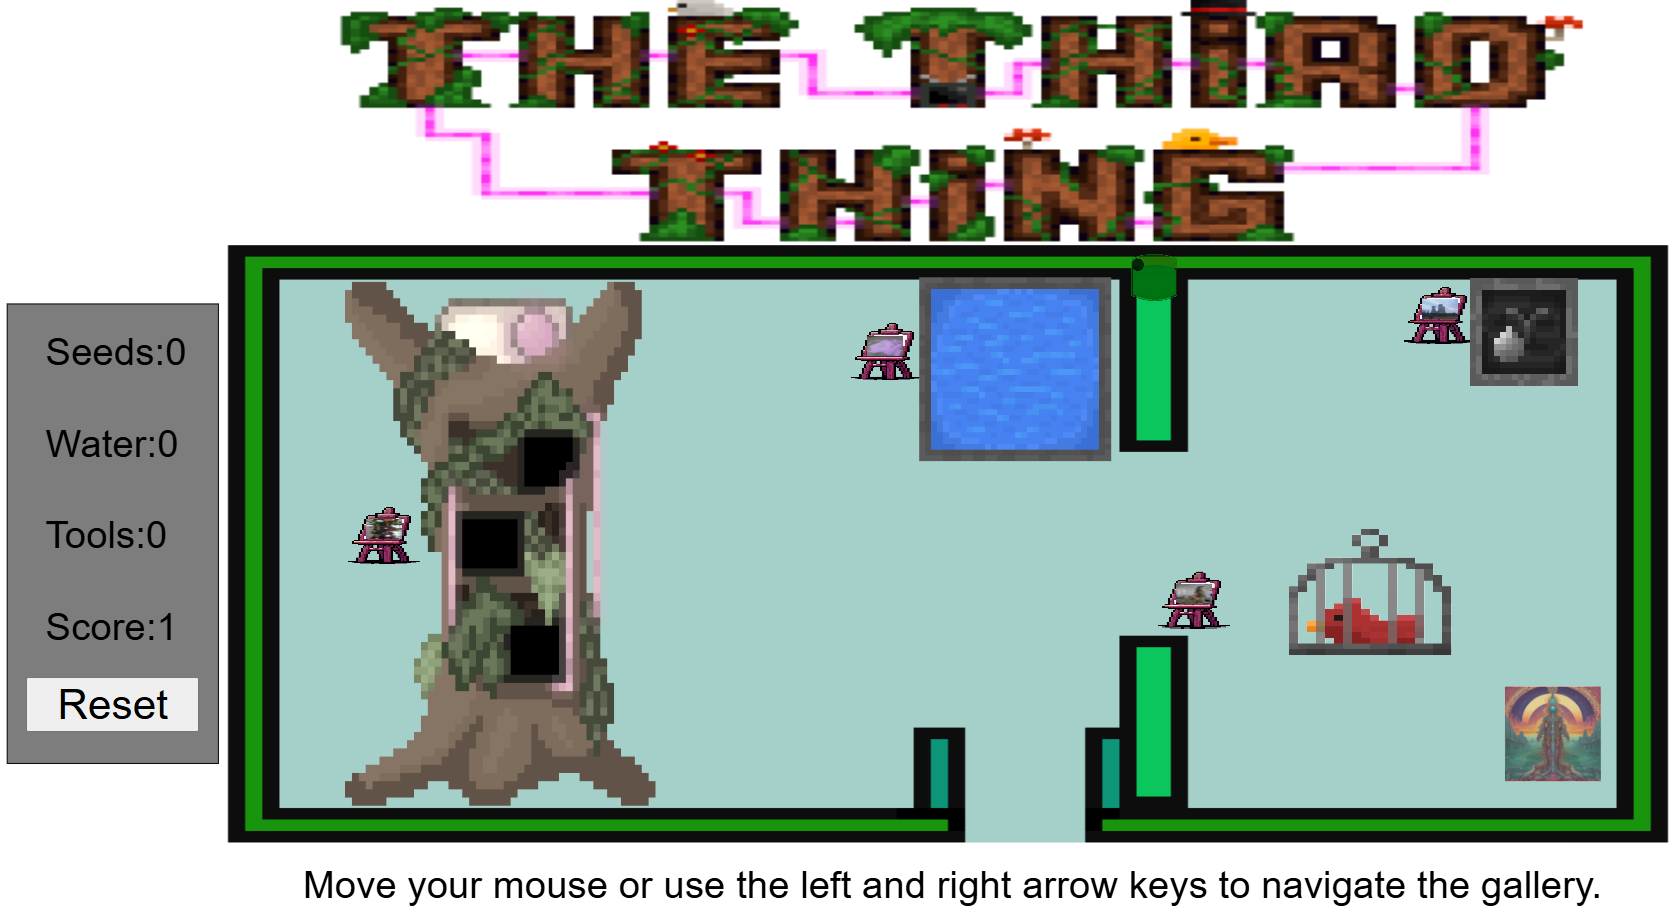 THE THIRD
THING
Seeds:0
Water:0
Tools:0
Score:1
Reset
Move your mouse or use the left and right arrow keys to navigate the gallery.